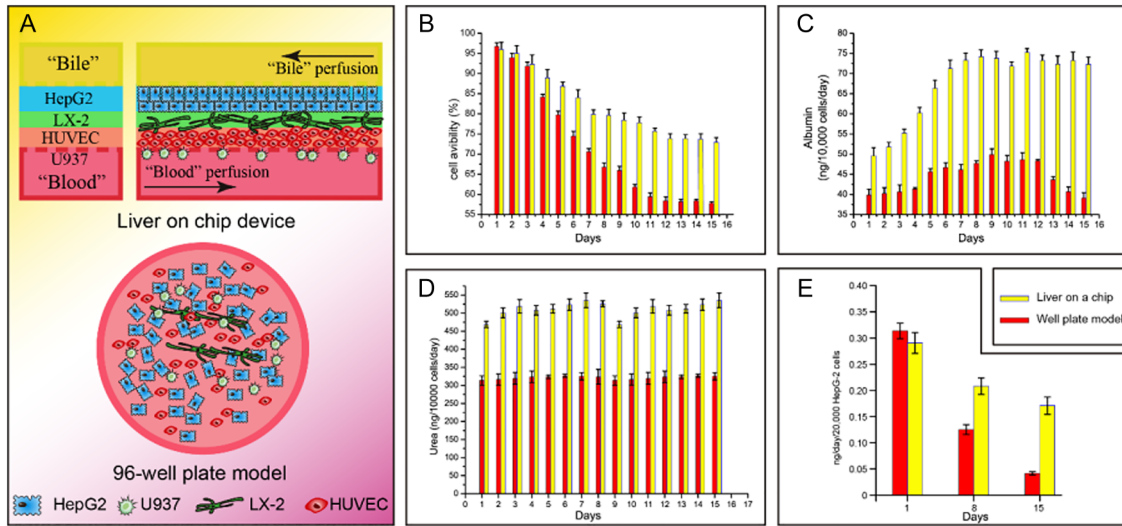 A
"Bile"
"Bile" perfusion
HepG2
LX-2
HUVEC
U937
"Blood"
"Blood" perfusion
Liver on chip device
96-well plate model
HepG2
U937
LX-2
HUVEC
B
cell avibility (%)
100
95
90
85
80
75
70
65
60
55
0 1 2 3 4 5 6 7 8 9 10 11 12 13 14 15 16
Days
C
Albumin
(ng/10,000 cells/day)
80
75
70
65
60
55
50
45
40
35
0 1 2 3 4 5 6 7 8 9 10 11 12 13 14 15 16
Days
D
Urea (ng/10000 cells/day)
550
500
450
400
350
300
250
200
150
100
50
0
0 1 2 3 4 5 6 7 8 9 10 11 12 13 14 15 16 17
Days
E
ng/day/20,000 HepG-2 cells
0.40
0.35
0.30
0.25
0.20
0.15
0.10
0.05
0
1 8 15
Days
Liver on a chip
Well plate model